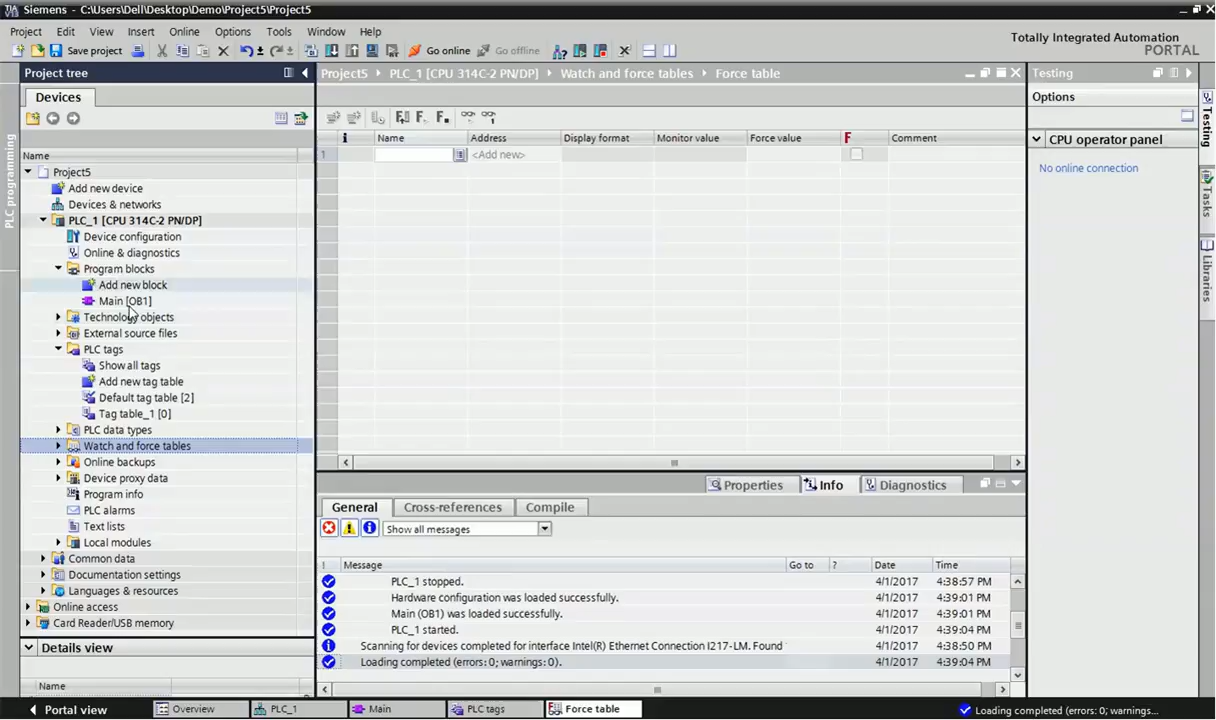 Siemens - C:\Users\Dell\Desktop\Demo\Project5\Project5
Project Edit View Insert Online Options Tools Window Help
Totally Integrated Automation
PORTAL
Save project Go online Go offline
Project tree
Project5 PLC_1 [CPU 314C-2 PN/DP] Watch and force tables Force table
Testing
Devices
Options
PLC programming
Name
Project5
Add new device
Devices & networks
PLC_1 [CPU 314C-2 PN/DP]
Device configuration
Online & diagnostics
Program blocks
Add new block
Main [OB1]
Technology objects
External source files
PLC tags
Show all tags
Add new tag table
Default tag table [2]
Tag table_1 [0]
PLC data types
Watch and force tables
Online backups
Device proxy data
Program info
PLC alarms
Text lists
Local modules
Common data
Documentation settings
Languages & resources
Online access
Card Reader/USB memory
Details view
Name
i Name Address Display format Monitor value Force value F Comment
1 <Add new>
CPU operator panel
No online connection
Testing
Tasks
Libraries
Properties Info Diagnostics
General Cross-references Compile
Show all messages
! Message Go to ? Date Time
PLC_1 stopped. 4/1/2017 4:38:57 PM
Hardware configuration was loaded successfully. 4/1/2017 4:39:01 PM
Main (OB1) was loaded successfully. 4/1/2017 4:39:01 PM
PLC_1 started. 4/1/2017 4:39:04 PM
Scanning for devices completed for interface Intel(R) Ethernet Connection I217-LM. Found 4/1/2017 4:38:50 PM
Loading completed (errors: 0; warnings: 0). 4/1/2017 4:39:04 PM
Portal view Overview PLC_1 Main PLC tags Force table Loading completed (errors: 0; warnings...